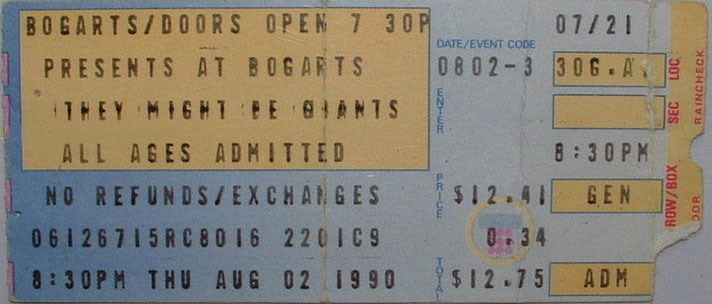 BOGARTS/DOORS OPEN 7 30P
PRESENTS AT BOGARTS
THEY MIGHT BE GIANTS
ALL AGES ADMITTED
NO REFUNDS/EXCHANGES
06126715RC8016 2201C9
8:30PM THU AUG 02 1990
07/21
DATE/EVENT CODE
0802-3
ENTER
PRICE
$12.41
0.34
TOTAL
$12.75
306.A.
8:30PM
GEN
ADM
LOC
SEC
ROW/BOX
RAINCHECK